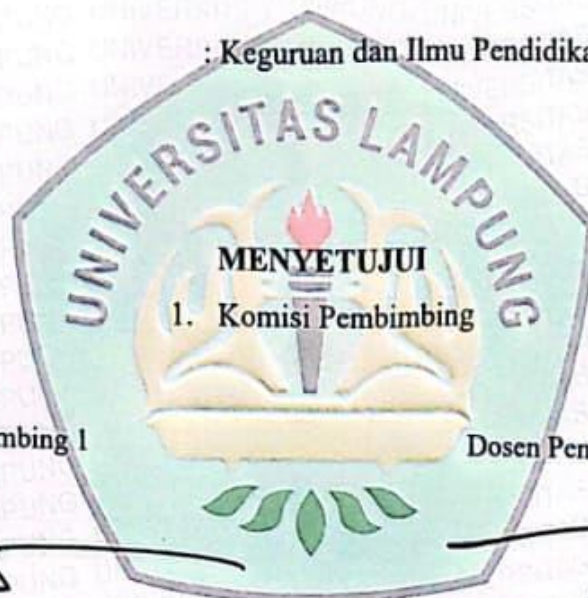 : Keguruan dan Ilmu Pendidika
UNIVERSITAS LAMPUNG
MENYETUJUI
1. Komisi Pembimbing
mbing 1
Dosen Pem